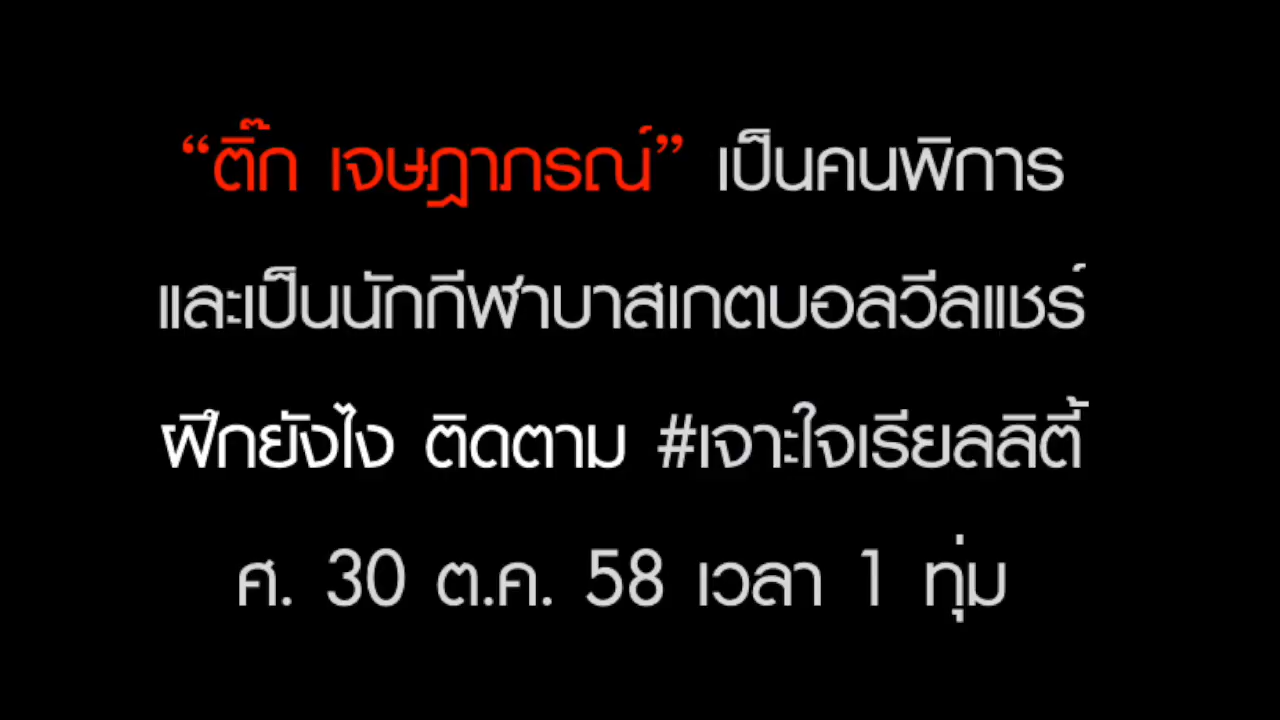 “ติ๊ก เจษฎาภรณ์” เป็นคนพิการ
และเป็นนักกีฬาบาสเกตบอลวีลแชร์
ฝึกยังไง ติดตาม #เจาะใจเรียลลิตี้
ศ. 30 ต.ค. 58 เวลา 1 ทุ่ม